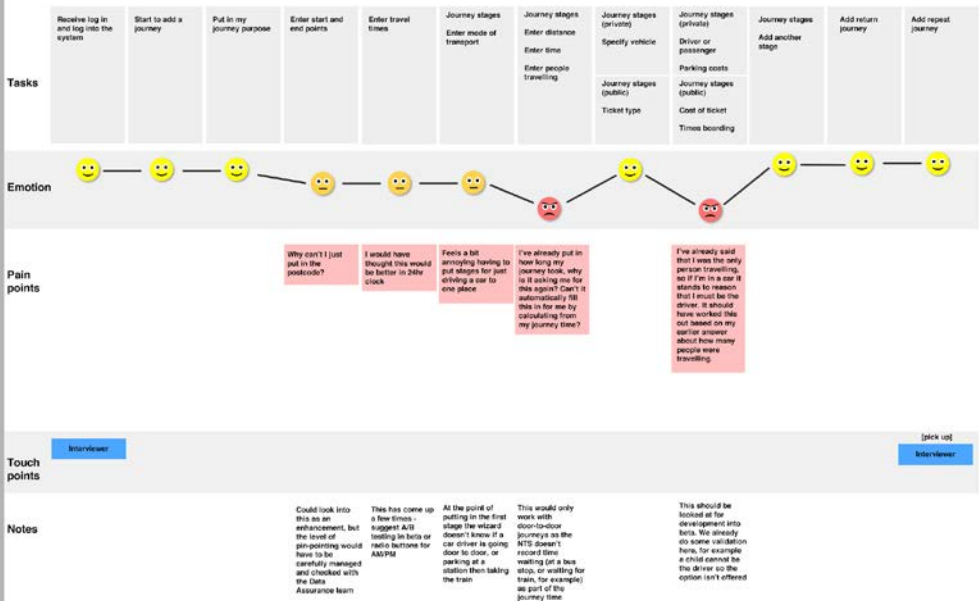 Tasks
Receive log in
and log into the
system
Start to add a
journey
Put in my
journey purpose
Enter start and
end points
Enter travel
times
Journey stages
Enter mode of
transport
Journey stages
Enter distance
Enter time
Enter people
travelling
Journey stages
(private)
Specify vehicle
Journey stages
(public)
Ticket type
Journey stages
(private)
Driver or
passenger
Parking costs
Journey stages
(public)
Cost of ticket
Times boarding
Journey stages
Add another
stage
Add return
journey
Add repeat
journey
Emotion
Pain
points
Why can't I just
put in the
postcode?
I would have
thought this would
be better in 24hr
clock
Feels a bit
annoying having to
put stages for just
driving a car to
one place
I've already put in
how long my
journey took, why
is it asking me for
this again? Can't it
automatically fill
this in for me by
calculating from
my journey time?
I've already said
that I was the only
person travelling,
so if I'm in a car it
stands to reason
that I must be the
driver. It should
have worked this
out based on my
earlier answer
about how many
people were
travelling.
Touch
points
Interviewer
[pick up]
Interviewer
Notes
Could look into
this as an
enhancement, but
the level of
pin-pointing would
have to be
carefully managed
and checked with
the Data
Assurance team
This has come up
a few times -
suggest A/B
testing in beta or
radio buttons for
AM/PM
At the point of
putting in the first
stage the wizard
doesn't know if a
car driver is going
door to door, or
parking at a
station then taking
the train
This would only
work with
door-to-door
journeys as the
NTS doesn't
record time
waiting (at a bus
stop, or waiting for
train, for example)
as part of the
journey time
This should be
looked at for
development into
beta. We already
do some validation
here, for example
a child cannot be
the driver so the
option isn't offered